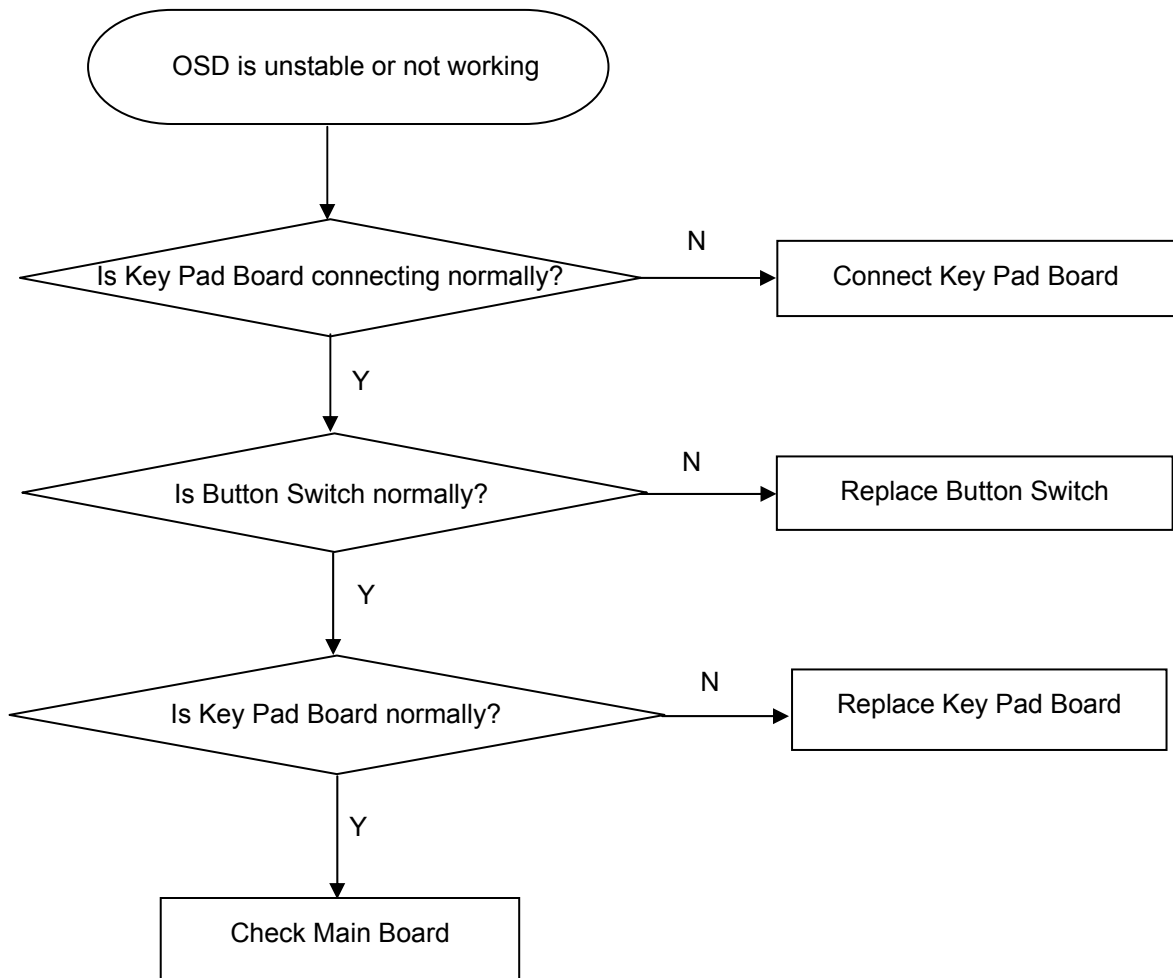 OSD is unstable or not working
Is Key Pad Board connecting normally?
N
Connect Key Pad Board
Y
Is Button Switch normally?
N
Replace Button Switch
Y
Is Key Pad Board normally?
N
Replace Key Pad Board
Y
Check Main Board